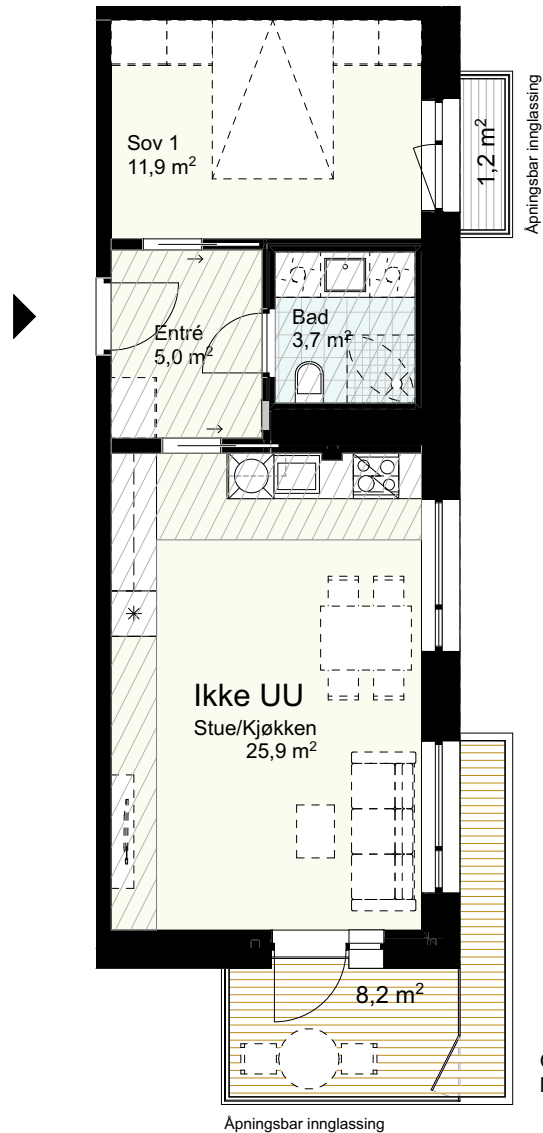 Sov 1
11,9 m²
1,2 m²
Åpningsbar innglassing
Entré
5,0 m²
Bad
3,7 m²
Ikke UU
Stue/Kjøkken
25,9 m²
8,2 m²
Åpningsbar innglassing